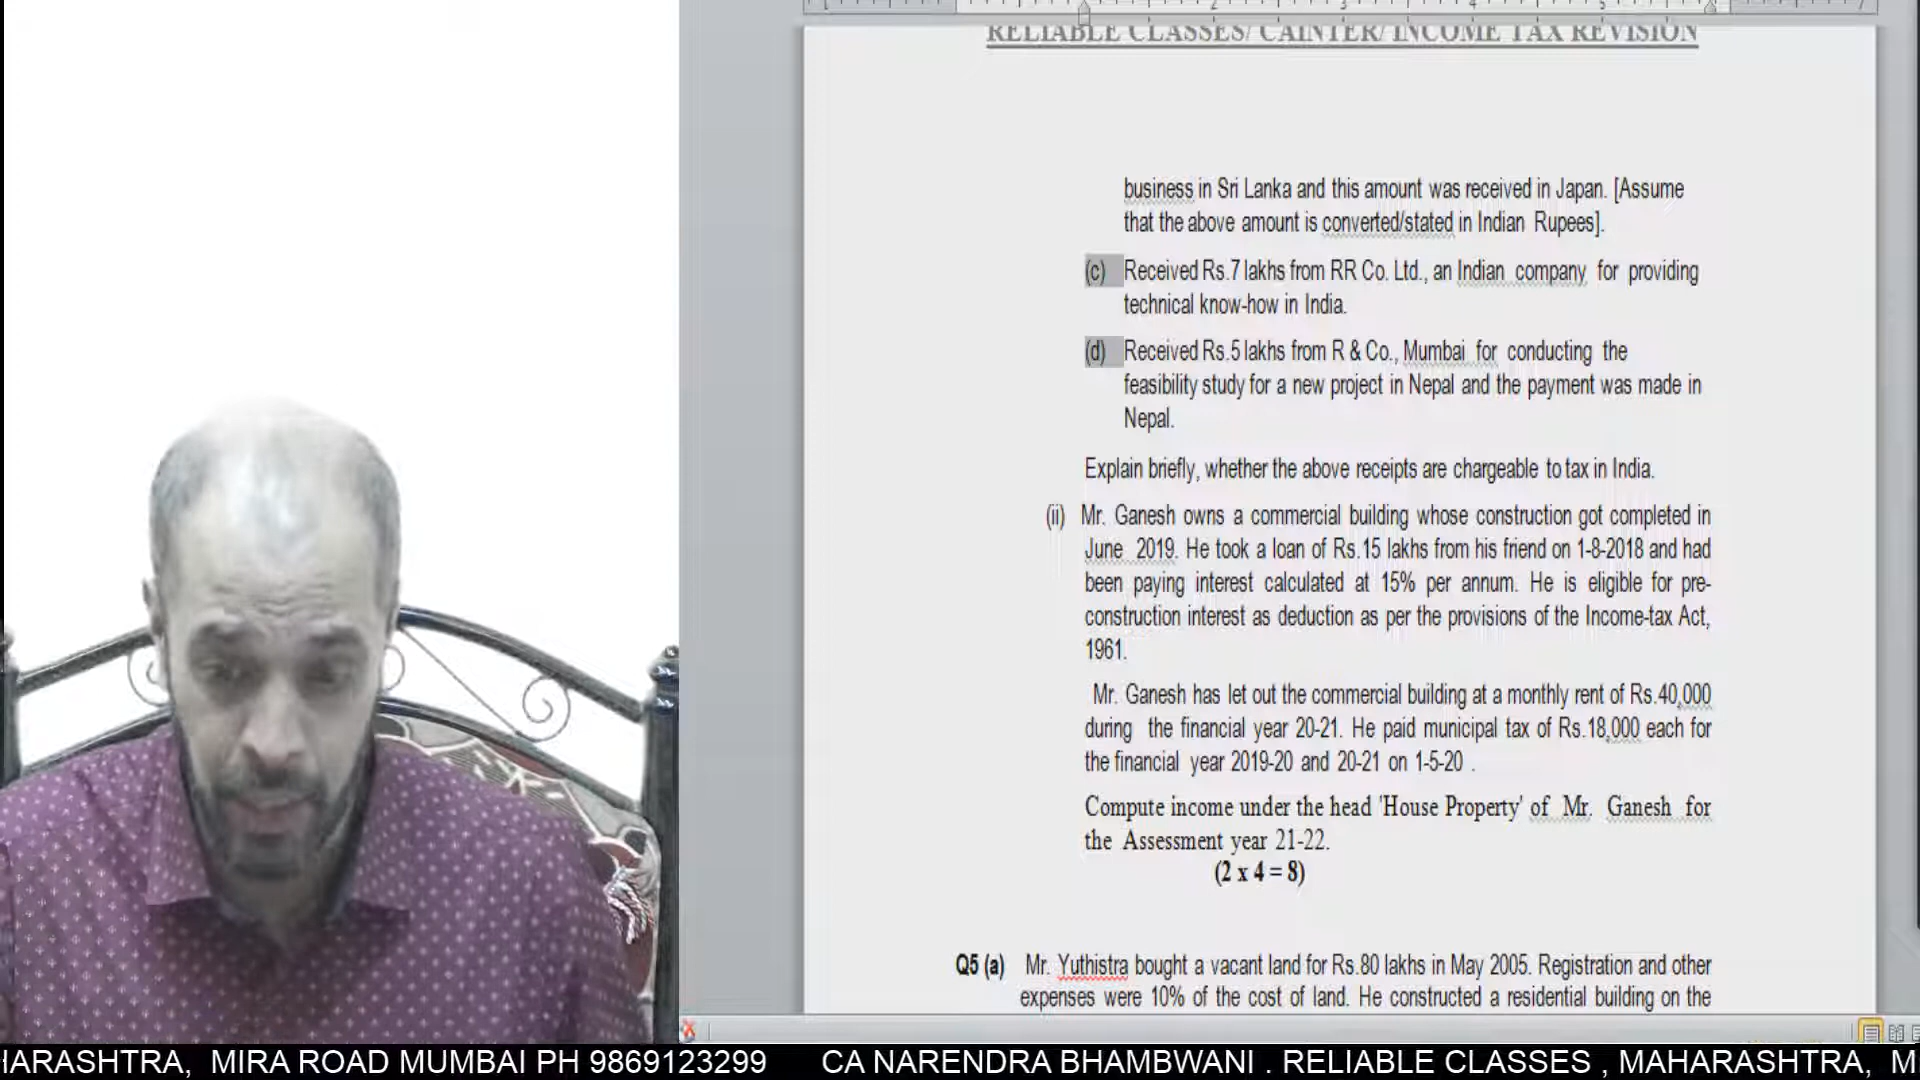 RELIABLE CLASSES/ CAINTER/ INCOME TAX REVISION
business in Sri Lanka and this amount was received in Japan. [Assume
that the above amount is converted/stated in Indian Rupees].
(c) Received Rs.7 lakhs from RR Co. Ltd., an Indian company for providing
technical know-how in India.
(d) Received Rs.5 lakhs from R & Co., Mumbai for conducting the
feasibility study for a new project in Nepal and the payment was made in
Nepal.
Explain briefly, whether the above receipts are chargeable to tax in India.
(ii) Mr. Ganesh owns a commercial building whose construction got completed in
June 2019. He took a loan of Rs.15 lakhs from his friend on 1-8-2018 and had
been paying interest calculated at 15% per annum. He is eligible for pre-
construction interest as deduction as per the provisions of the Income-tax Act,
1961.
Mr. Ganesh has let out the commercial building at a monthly rent of Rs.40,000
during the financial year 20-21. He paid municipal tax of Rs.18,000 each for
the financial year 2019-20 and 20-21 on 1-5-20 .
Compute income under the head 'House Property' of Mr. Ganesh for
the Assessment year 21-22.
(2 x 4 = 8)
Q5 (a) Mr. Yuthistra bought a vacant land for Rs.80 lakhs in May 2005. Registration and other
expenses were 10% of the cost of land. He constructed a residential building on the
HARASHTRA, MIRA ROAD MUMBAI PH 9869123299 CA NARENDRA BHAMBWANI . RELIABLE CLASSES , MAHARASHTRA, M